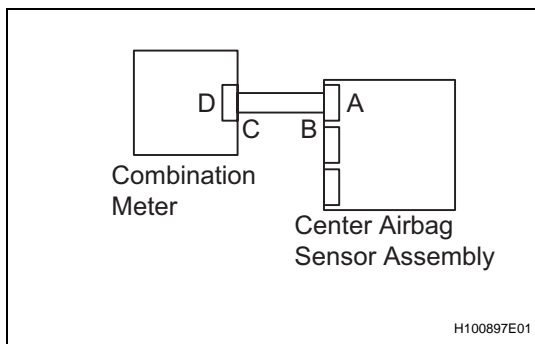 D
A
C
B
Combination
Meter
Center Airbag
Sensor Assembly
H100897E01